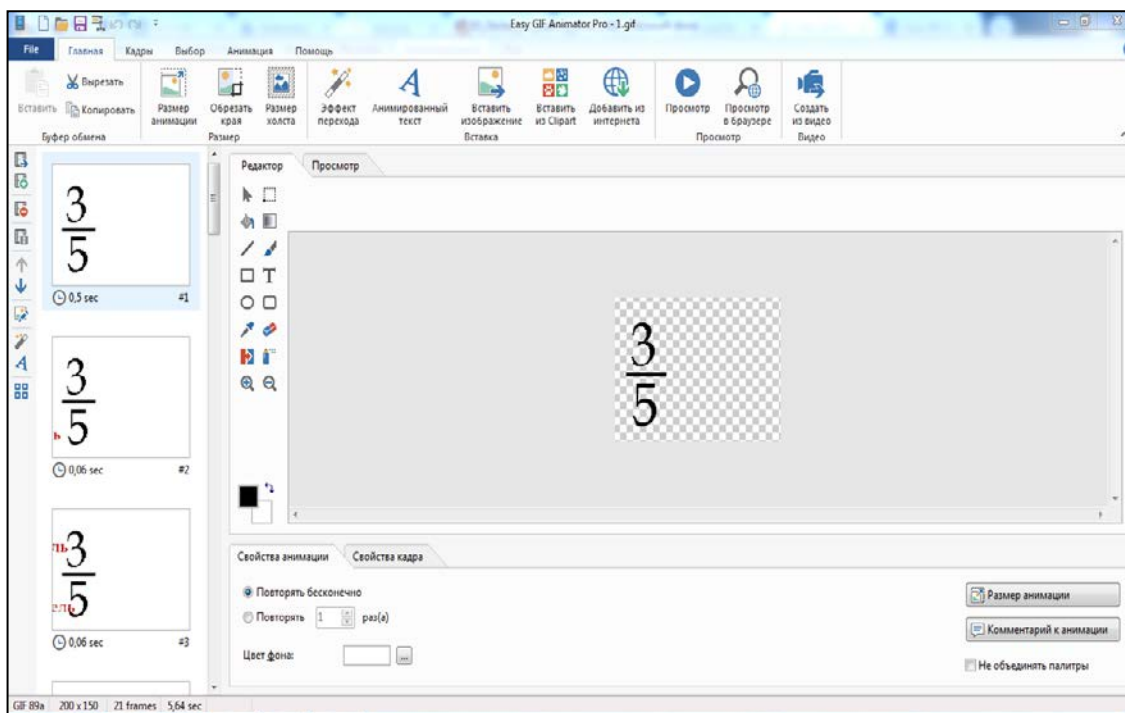 Easy GIF Animator Pro - 1.gif
File Главная Кадры Выбор Анимация Помощь
Вставить
Вырезать
Копировать
Буфер обмена
Размер анимации
Обрезать края
Размер холста
Размер
Эффект перехода
Анимированный текст
Вставить изображение
Вставить из Clipart
Добавить из интернета
Вставка
Просмотр
Просмотр в браузере
Просмотр
Создать из видео
Видео
3
5
0,5 sec #1
3
ь 5
0,06 sec #2
ль 3
ель 5
0,06 sec #3
Редактор Просмотр
3
5
Свойства анимации Свойства кадра
Повторять бесконечно
Повторять 1 раз(а)
Цвет фона: ...
Размер анимации
Комментарий к анимации
Не объединять палитры
GIF 89a 200 x 150 21 frames 5,64 sec